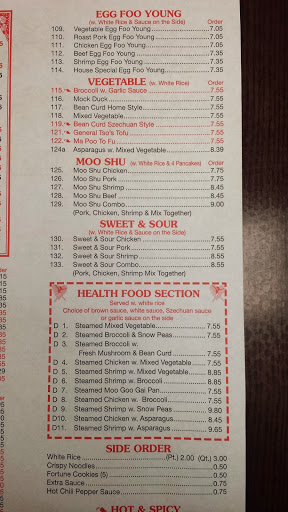 EGG FOO YOUNG
(w. White Rice & Sauce on the Side) Order
109. Vegetable Egg Foo Young 7.05
110. Roast Pork Egg Foo Young 7.05
111. Chicken Egg Foo Young 7.05
112. Beef Egg Foo Young 7.35
113. Shrimp Egg Foo Young 7.35
114. House Special Egg Foo Young 7.35
VEGETABLE (w. White Rice)
Order
115. Broccoli w. Garlic Sauce 7.55
116. Mock Duck 7.55
117. Bean Curd Home Style 7.55
118. Mixed Vegetable 7.55
119. Bean Curd Szechuan Style 7.55
121. General Tso's Tofu 7.55
122. Ma Poo To Fu 7.55
124a. Asparagus w. Mixed Vegetable 8.39
MOO SHU (w. White Rice & 4 Pancakes) Order
125. Moo Shu Chicken 7.75
126. Moo Shu Pork 7.75
127. Moo Shu Shrimp 8.45
128. Moo Shu Beef 8.45
129. Moo Shu Combo 9.00
(Pork, Chicken, Shrimp & Mix Together)
SWEET & SOUR
(w. White Rice & Sauce on the Side) Order
130. Sweet & Sour Chicken 7.55
131. Sweet & Sour Pork 7.55
132. Sweet & Sour Shrimp 8.55
133. Sweet & Sour Combo 8.55
(Pork, Chicken, Shrimp Mix Together)
HEALTH FOOD SECTION
Served w. white rice
Choice of brown sauce, white sauce, Szechuan sauce
or garlic sauce on the side
D 1. Steamed Mixed Vegetable 7.55
D 2. Steamed Broccoli & Snow Peas 7.55
D 3. Steamed Broccoli w.
Fresh Mushroom & Bean Curd 7.55
D 4. Steamed Chicken w. Mixed Vegetable 7.55
D 5. Steamed Shrimp w. Mixed Vegetable 8.85
D 6. Steamed Shrimp w. Broccoli 8.85
D 7. Steamed Moo Goo Gai Pan 7.55
D 8. Steamed Chicken w. Broccoli 7.55
D 9. Steamed Shrimp w. Snow Peas 9.80
D10. Steamed Chicken w. Asparagus 8.45
D11. Steamed Shrimp w. Asparagus 9.65
SIDE ORDER
White Rice (Pt.) 2.00 (Qt.) 3.00
Crispy Noodles 0.50
Fortune Cookies (5) 0.50
Extra Sauce 0.75
Hot Chili Pepper Sauce 0.75
HOT & SPICY